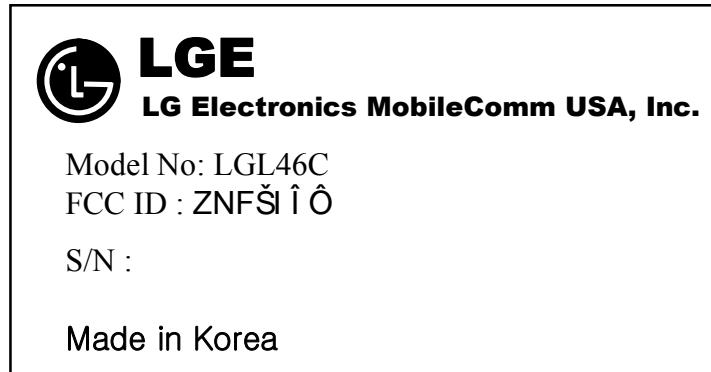 LGE
LG Electronics MobileComm USA, Inc.
Model No: LGL46C
FCC ID : ZNFŠI Î Ô
S/N :
Made in Korea